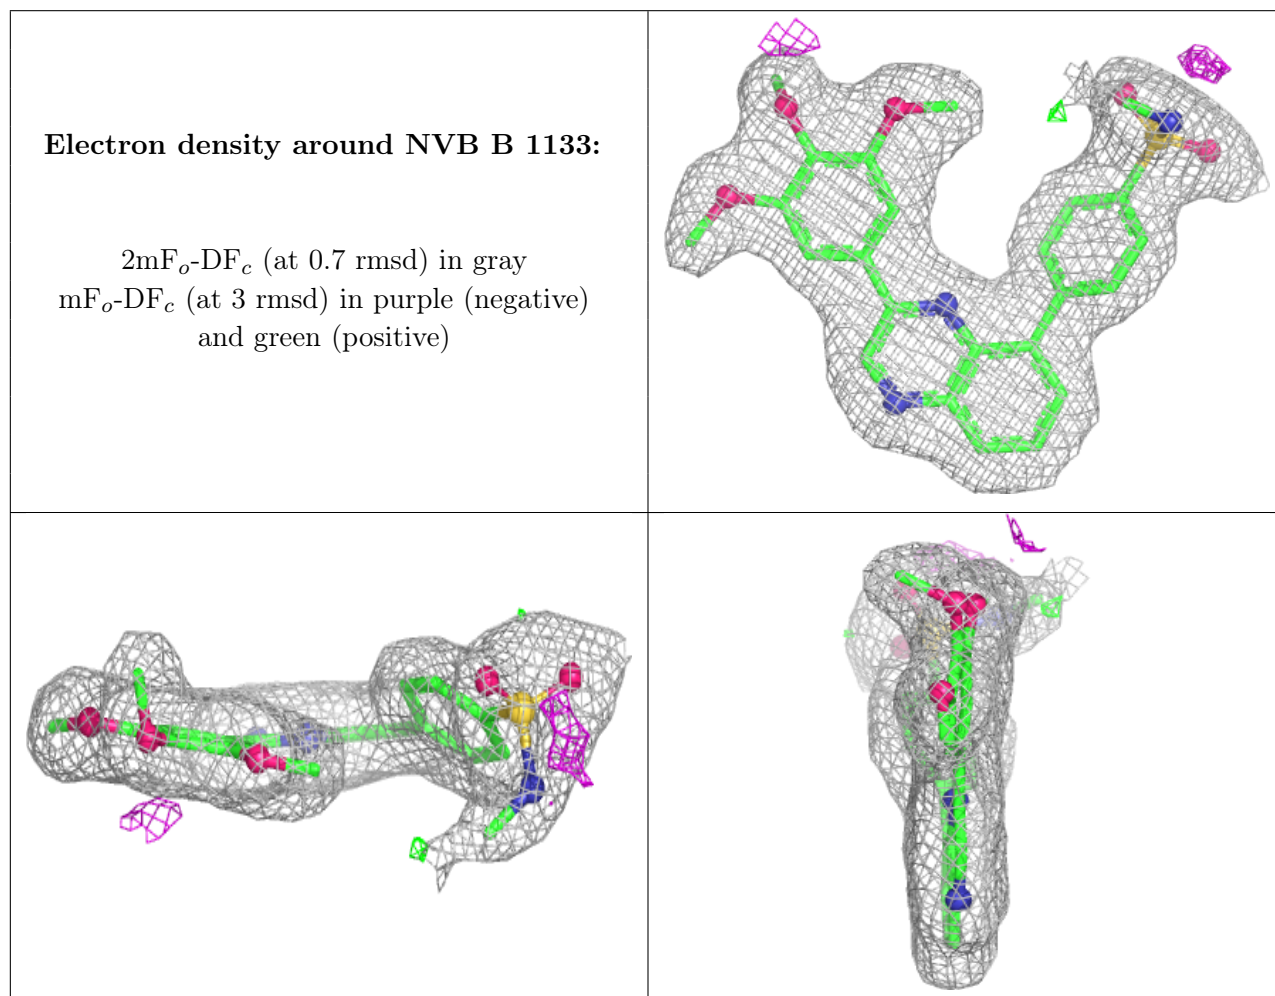 Electron density around NVB B 1133:
2mFₒ-DF𝒸 (at 0.7 rmsd) in gray
mFₒ-DF𝒸 (at 3 rmsd) in purple (negative)
and green (positive)